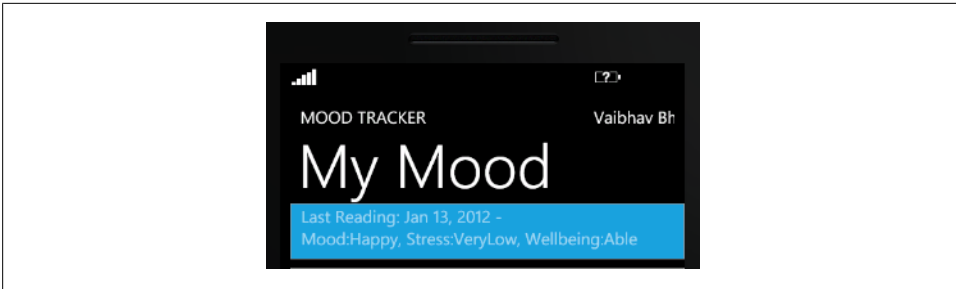 MOOD TRACKER Vaibhav Bh
My Mood
Last Reading: Jan 13, 2012 -
Mood:Happy, Stress:VeryLow, Wellbeing:Able